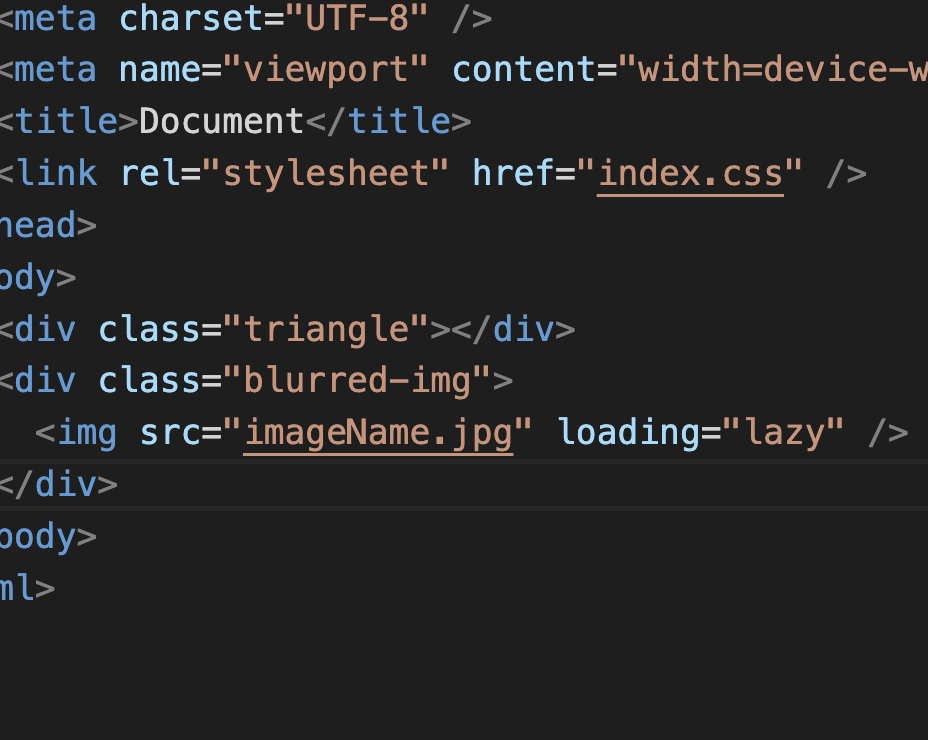 <meta charset="UTF-8" />
<meta name="viewport" content="width=device-w
<title>Document</title>
<link rel="stylesheet" href="index.css" />
head>
ody>
<div class="triangle"></div>
<div class="blurred-img">
<img src="imageName.jpg" loading="lazy" />
</div>
body>
ml>